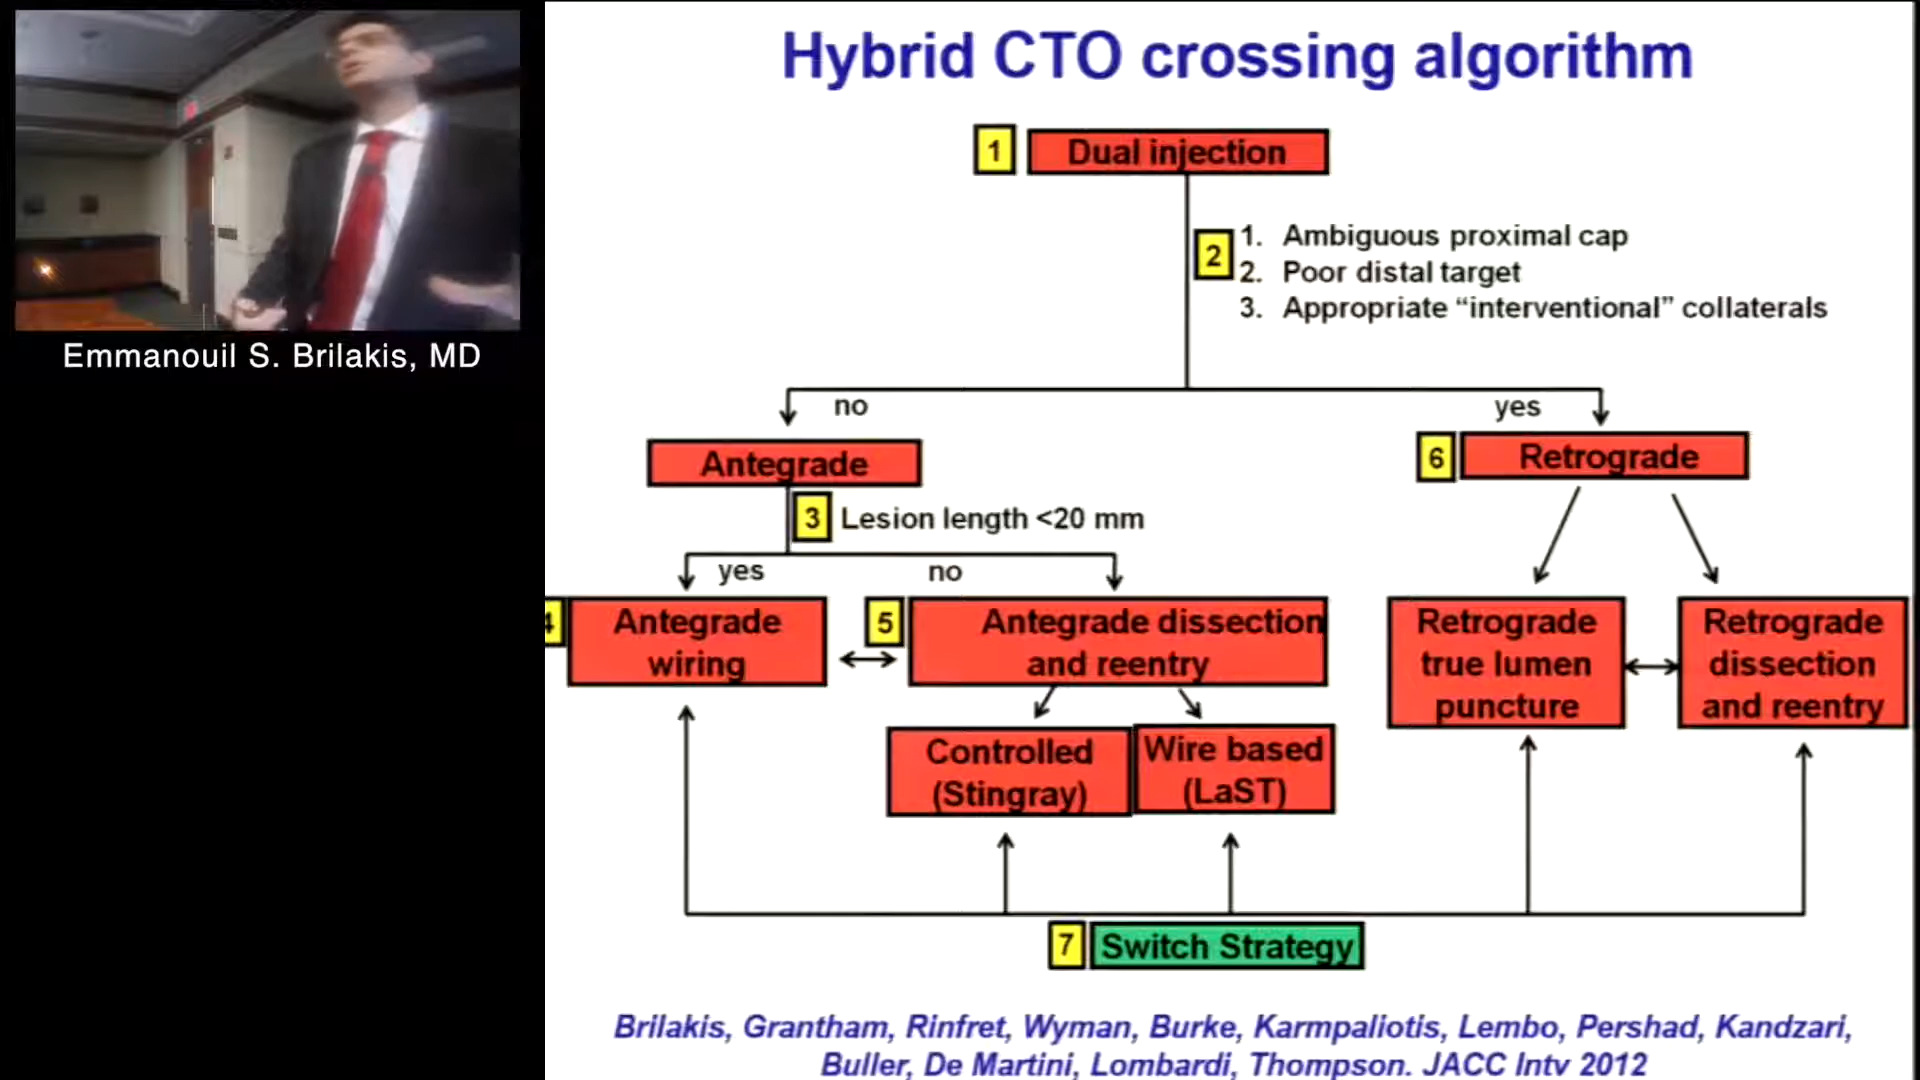 Emmanouil S. Brilakis, MD
Hybrid CTO crossing algorithm
1 Dual injection
2
1. Ambiguous proximal cap
2. Poor distal target
3. Appropriate “interventional” collaterals
no
yes
Antegrade
6 Retrograde
3 Lesion length <20 mm
yes
no
4 Antegrade
wiring
5 Antegrade dissection
and reentry
Retrograde
true lumen
puncture
Retrograde
dissection
and reentry
Controlled
(Stingray)
Wire based
(LaST)
7 Switch Strategy
Brilakis, Grantham, Rinfret, Wyman, Burke, Karmpaliotis, Lembo, Pershad, Kandzari,
Buller, De Martini, Lombardi, Thompson. JACC Intv 2012